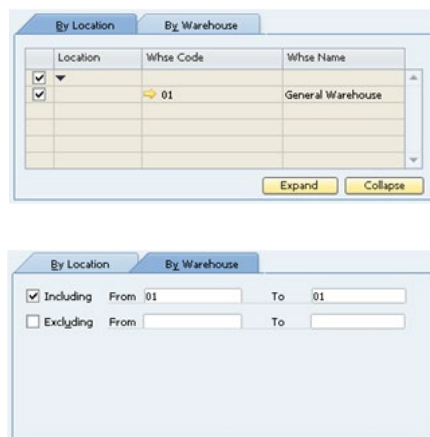 By Location By Warehouse
Location Whse Code Whse Name
01 General Warehouse
Expand Collapse
By Location By Warehouse
Including From 01 To 01
Excluding From To